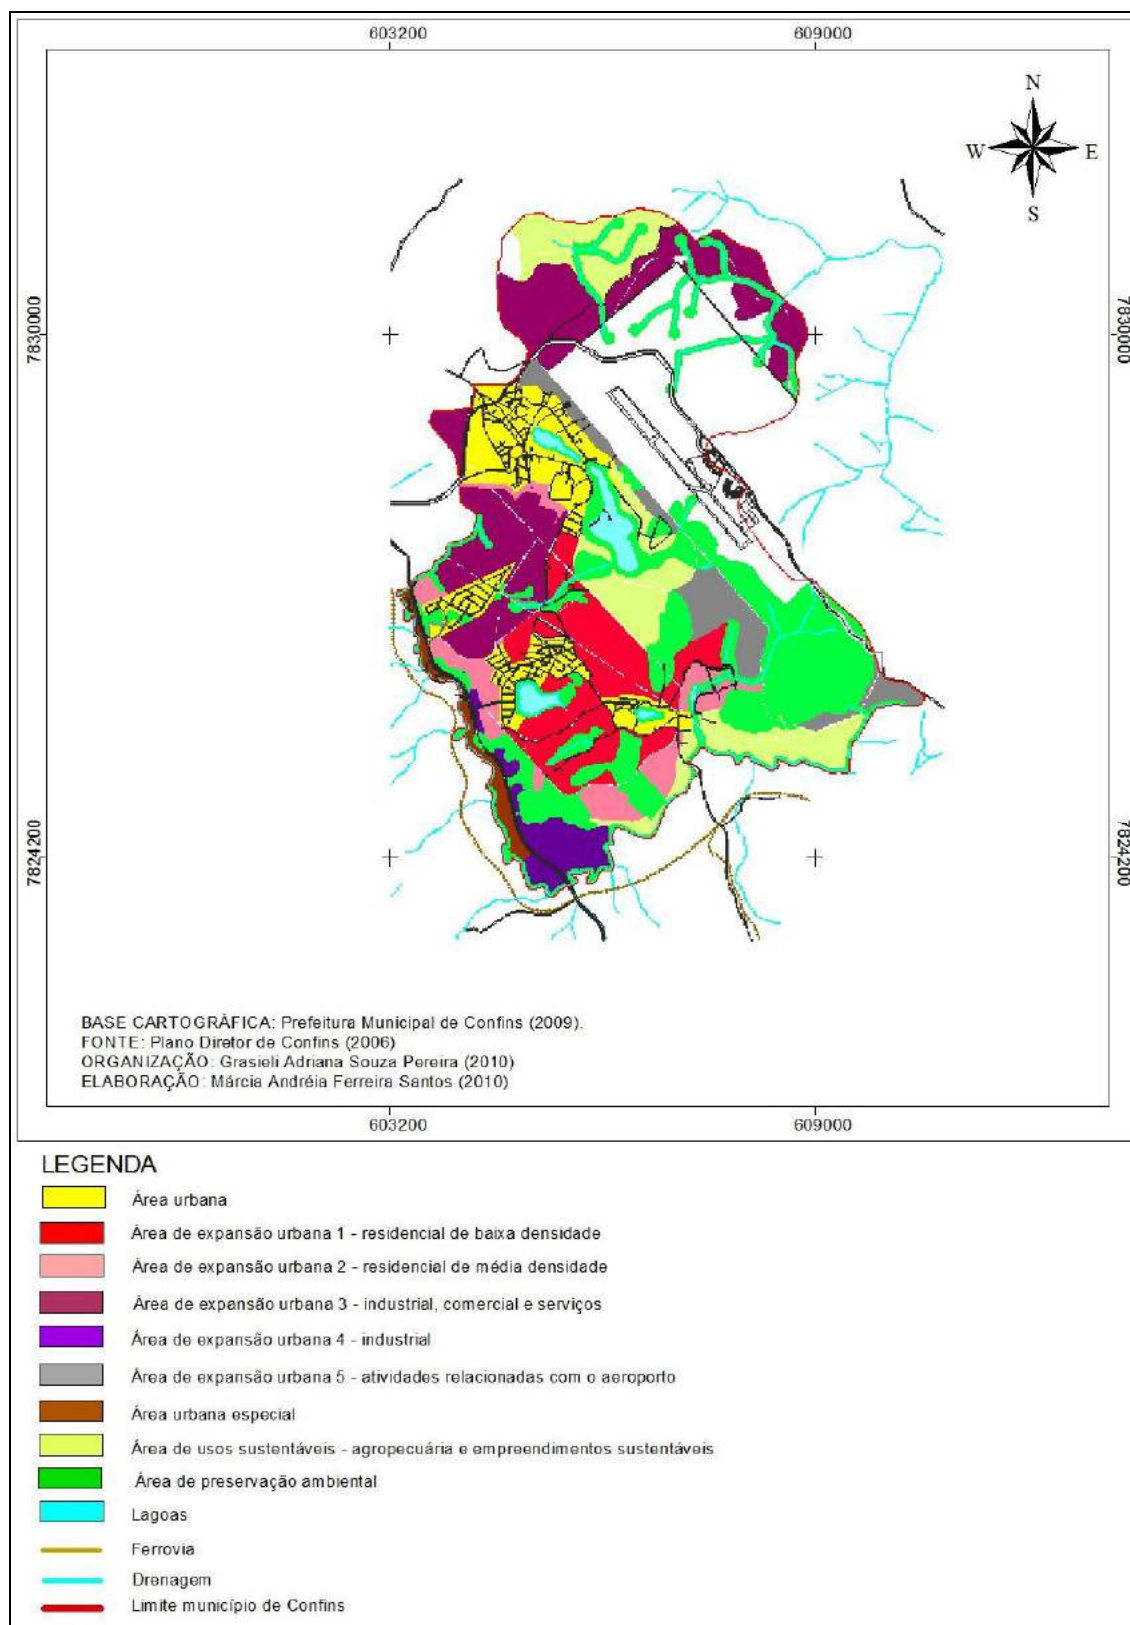 603200
609000
N
W
E
S
7830000
7830000
7824200
7824200
BASE CARTOGRÁFICA: Prefeitura Municipal de Confins (2009).
FONTE: Plano Diretor de Confins (2006)
ORGANIZAÇÃO: Grasieli Adriana Souza Pereira (2010)
ELABORAÇÃO: Márcia Andréia Ferreira Santos (2010)
603200
609000
LEGENDA
Área urbana
Área de expansão urbana 1 - residencial de baixa densidade
Área de expansão urbana 2 - residencial de média densidade
Área de expansão urbana 3 - industrial, comercial e serviços
Área de expansão urbana 4 - industrial
Área de expansão urbana 5 - atividades relacionadas com o aeroporto
Área urbana especial
Área de usos sustentáveis - agropecuária e empreendimentos sustentáveis
Área de preservação ambiental
Lagoas
Ferrovia
Drenagem
Limite município de Confins